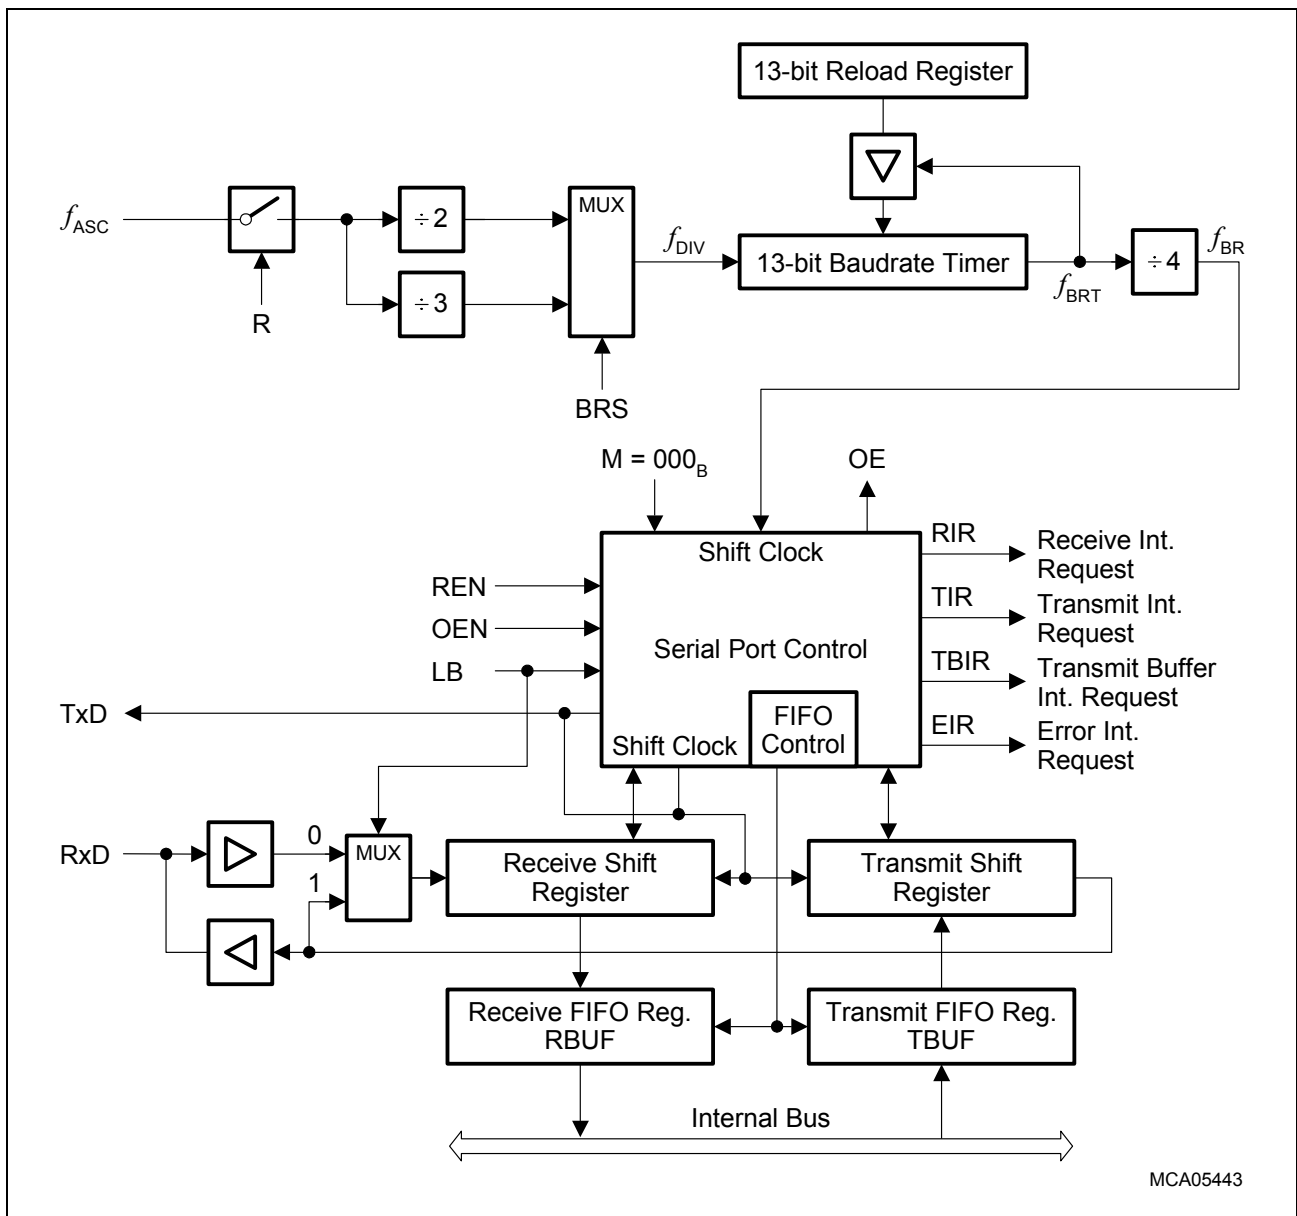 13-bit Reload Register
fASC
÷2
MUX
fDIV
13-bit Baudrate Timer
÷4
fBR
fBRT
÷3
R
BRS
M = 000B
OE
Shift Clock
RIR
Receive Int.
Request
REN
OEN
LB
TIR
Transmit Int.
Request
Serial Port Control
TBIR
Transmit Buffer
Int. Request
TxD
FIFO
Control
Shift Clock
EIR
Error Int.
Request
RxD
0
1
MUX
Receive Shift
Register
Transmit Shift
Register
Receive FIFO Reg.
RBUF
Transmit FIFO Reg.
TBUF
Internal Bus
MCA05443